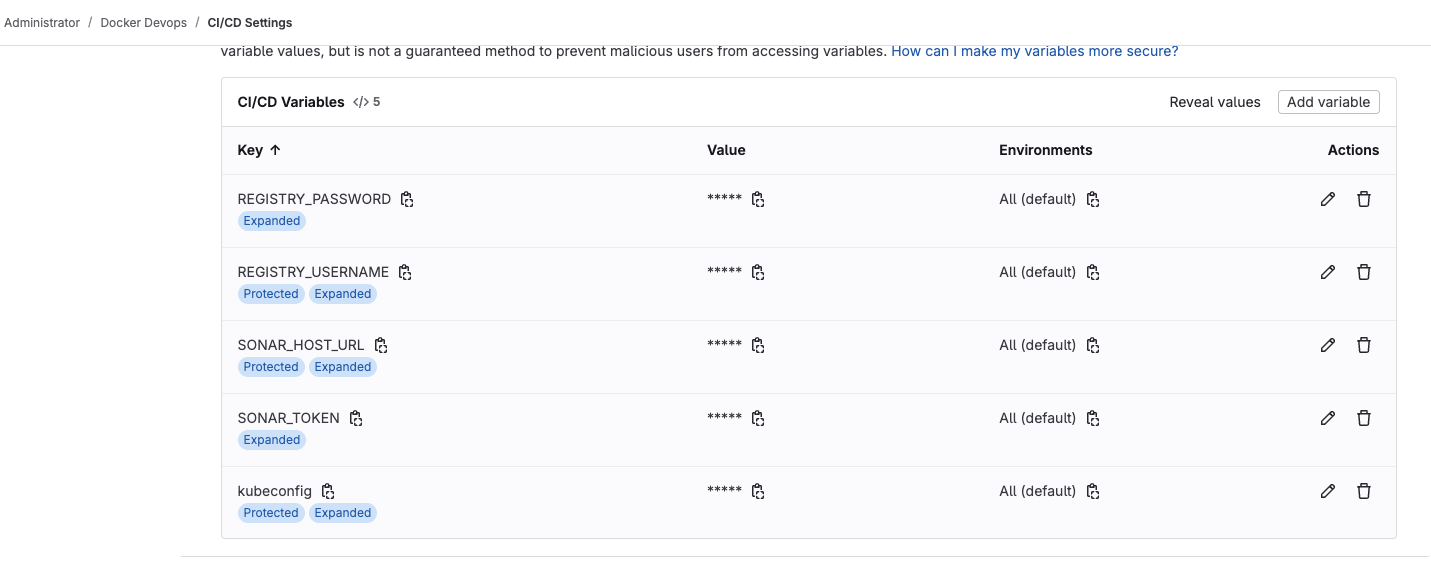 Administrator / Docker Devops / CI/CD Settings
variable values, but is not a guaranteed method to prevent malicious users from accessing variables. How can I make my variables more secure?
CI/CD Variables </> 5 Reveal values Add variable
Key ↑ Value Environments Actions
REGISTRY_PASSWORD ***** All (default)
Expanded
REGISTRY_USERNAME ***** All (default)
Protected Expanded
SONAR_HOST_URL ***** All (default)
Protected Expanded
SONAR_TOKEN ***** All (default)
Expanded
kubeconfig ***** All (default)
Protected Expanded